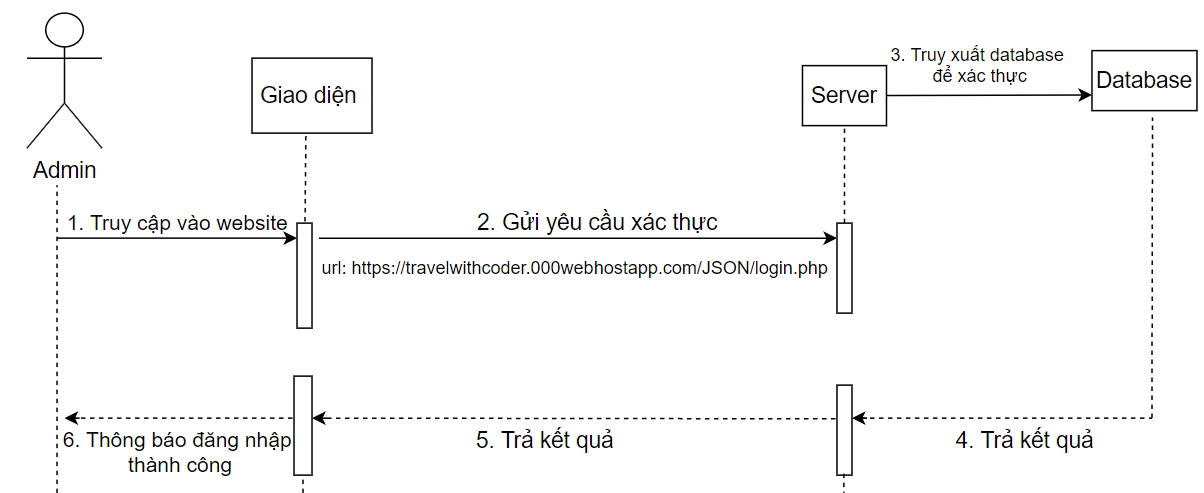 3. Truy xuất database
để xác thực
Giao diện
Server
Database
Admin
1. Truy cập vào website
2. Gửi yêu cầu xác thực
url: https://travelwithcoder.000webhostapp.com/JSON/login.php
6. Thông báo đăng nhập
thành công
5. Trả kết quả
4. Trả kết quả